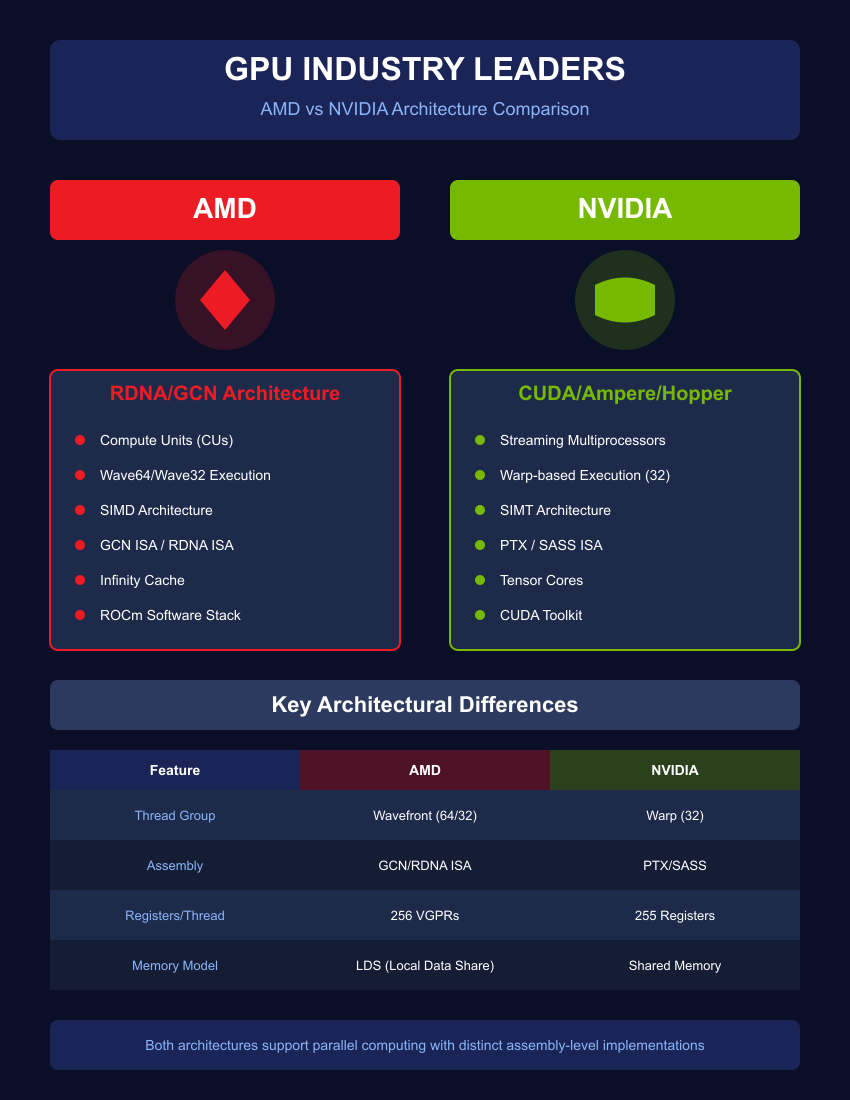 GPU INDUSTRY LEADERS
AMD vs NVIDIA Architecture Comparison
AMD
NVIDIA
RDNA/GCN Architecture
Compute Units (CUs)
Wave64/Wave32 Execution
SIMD Architecture
GCN ISA / RDNA ISA
Infinity Cache
ROCm Software Stack
CUDA/Ampere/Hopper
Streaming Multiprocessors
Warp-based Execution (32)
SIMT Architecture
PTX / SASS ISA
Tensor Cores
CUDA Toolkit
Key Architectural Differences
Feature AMD NVIDIA
Thread Group Wavefront (64/32) Warp (32)
Assembly GCN/RDNA ISA PTX/SASS
Registers/Thread 256 VGPRs 255 Registers
Memory Model LDS (Local Data Share) Shared Memory
Both architectures support parallel computing with distinct assembly-level implementations